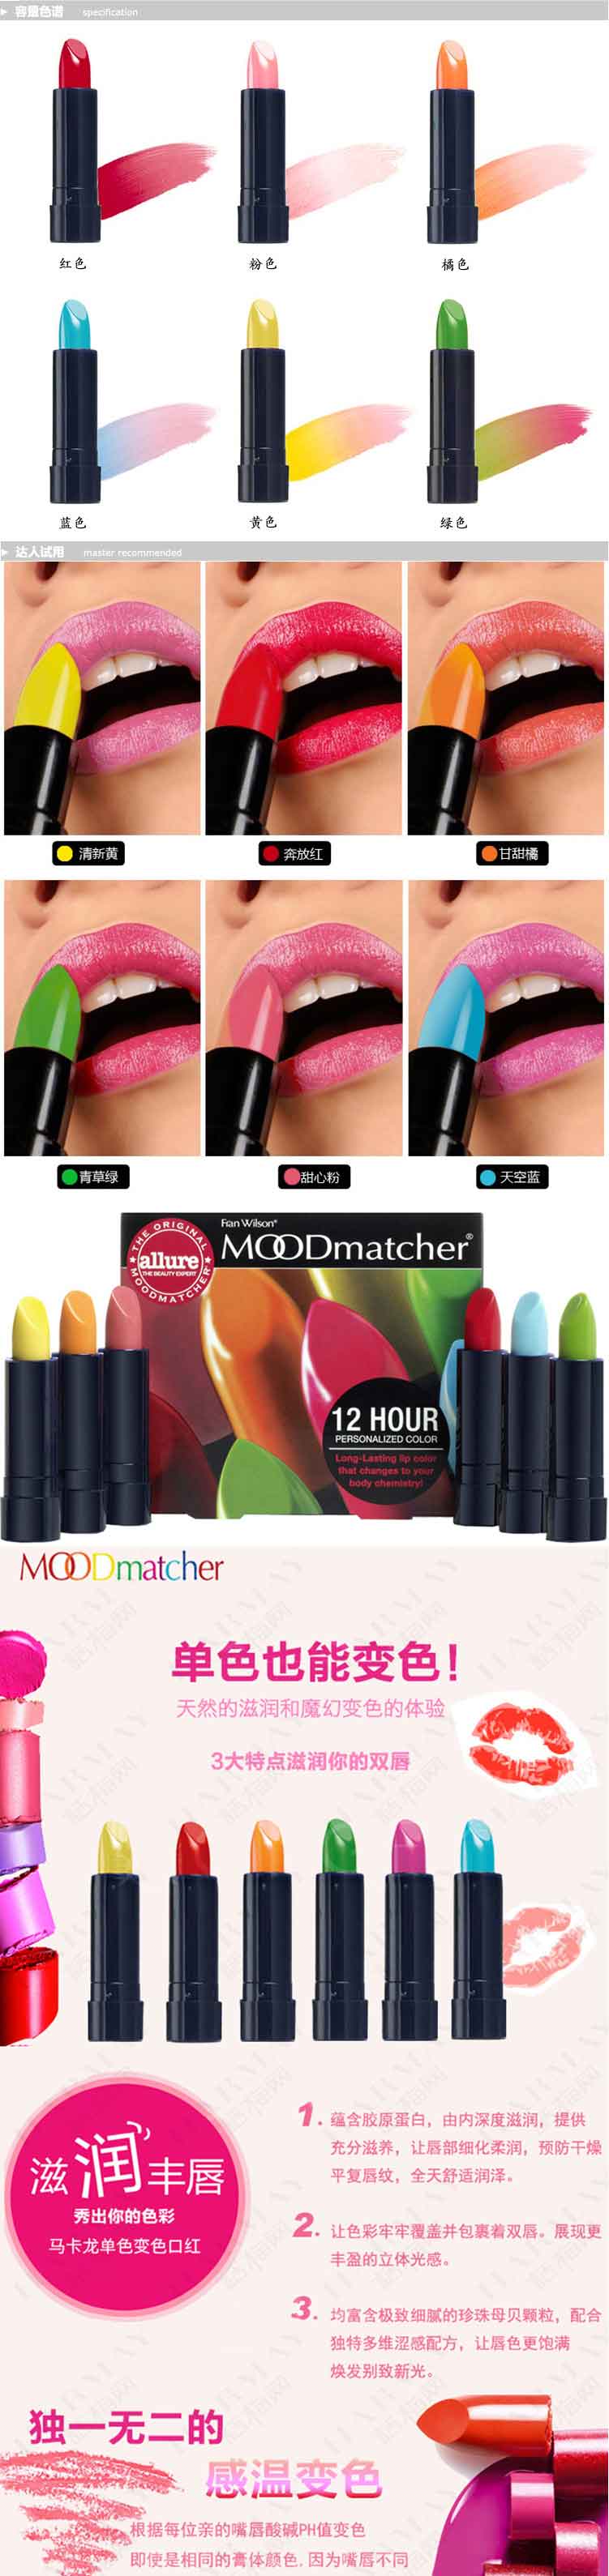 容量色谱 specification
红色 粉色 橘色
蓝色 黄色 绿色
达人试用 master recommended
清新黄 奔放红 甘甜橘
青草绿 甜心粉 天空蓝
Fran Wilson®
MOODmatcher®
THE ORIGINAL
allure
THE BEAUTY EXPERT
MOODMATCHER
12 HOUR
PERSONALIZED COLOR
Long-Lasting lip color
that changes to your
body chemistry!
MOODmatcher
单色也能变色!
天然的滋润和魔幻变色的体验
3大特点滋润你的双唇
滋润丰唇
秀出你的色彩
马卡龙单色变色口红
1. 蕴含胶原蛋白，由内深度滋润，提供
充分滋养，让唇部细化柔润，预防干燥
平复唇纹，全天舒适润泽。
2. 让色彩牢牢覆盖并包裹着双唇。展现更
丰盈的立体光感。
3. 均富含极致细腻的珍珠母贝颗粒，配合
独特多维涩感配方，让唇色更饱满
焕发别致新光。
独一无二的
感温变色
根据每位亲的嘴唇酸碱PH值变色
即使是相同的膏体颜色，因为嘴唇不同